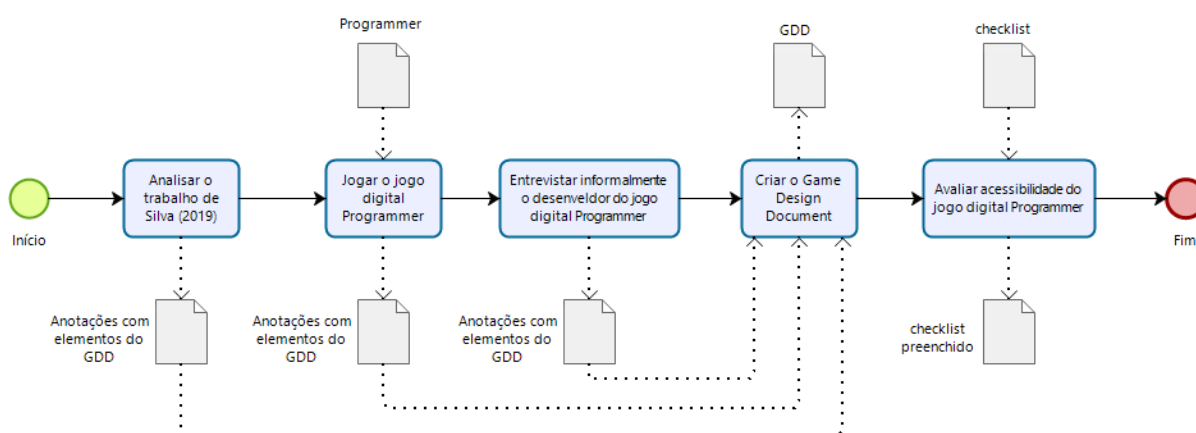 Programmer
GDD
checklist
Analisar o
trabalho de
Silva (2019)
Jogar o jogo
digital
Programmer
Entrevistar informalmente
o desenveldor do jogo
digital Programmer
Criar o Game
Design
Document
Avaliar acessibilidade do
jogo digital Programmer
Início
Fim
Anotações com
elementos do
GDD
Anotações com
elementos do
GDD
Anotações com
elementos do
GDD
checklist
preenchido